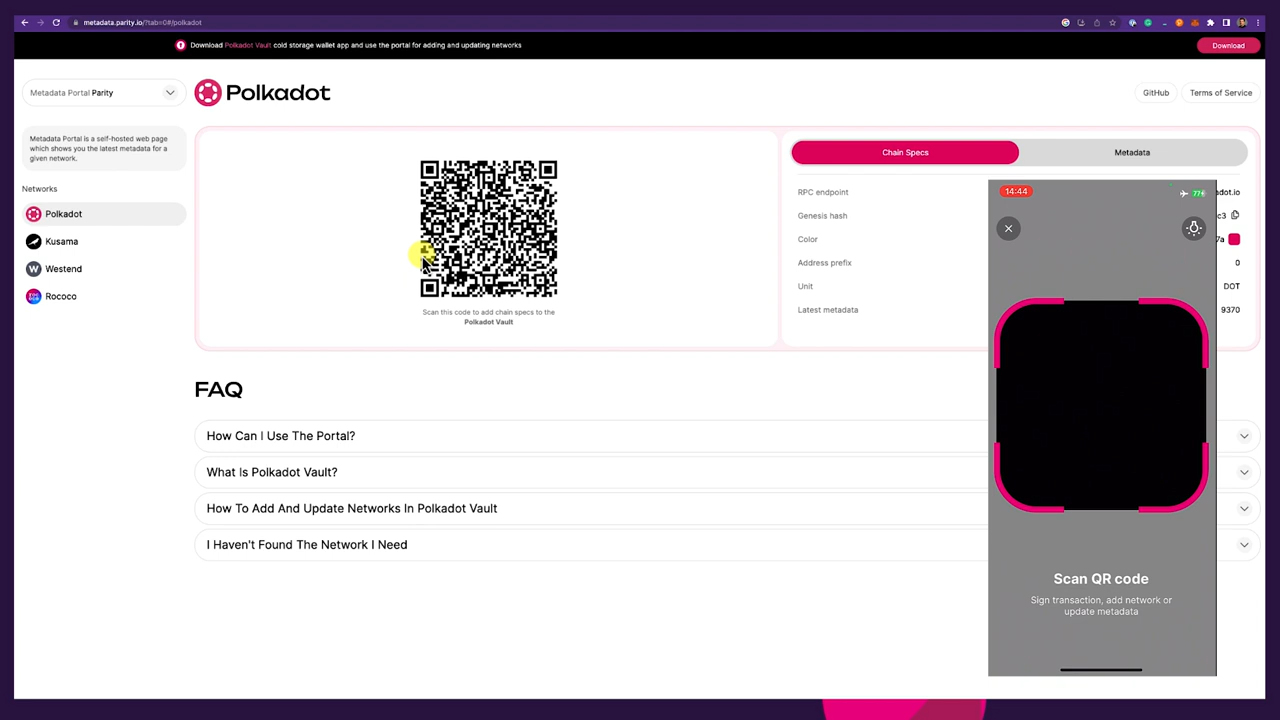 metadata.parity.io/?tab=0#/polkadot
Download Polkadot Vault cold storage wallet app and use the portal for adding and updating networks
Download
Metadata Portal Parity
Polkadot
GitHub
Terms of Service
Metadata Portal is a self-hosted web page
which shows you the latest metadata for a
given network.
Networks
Polkadot
Kusama
Westend
Rococo
Scan this code to add chain specs to the
Polkadot Vault
Chain Specs
Metadata
RPC endpoint
dot.io
Genesis hash
c3
Color
7a
Address prefix
0
Unit
DOT
Latest metadata
9370
14:44
77
Scan QR code
Sign transaction, add network or
update metadata
FAQ
How Can I Use The Portal?
What Is Polkadot Vault?
How To Add And Update Networks In Polkadot Vault
I Haven't Found The Network I Need